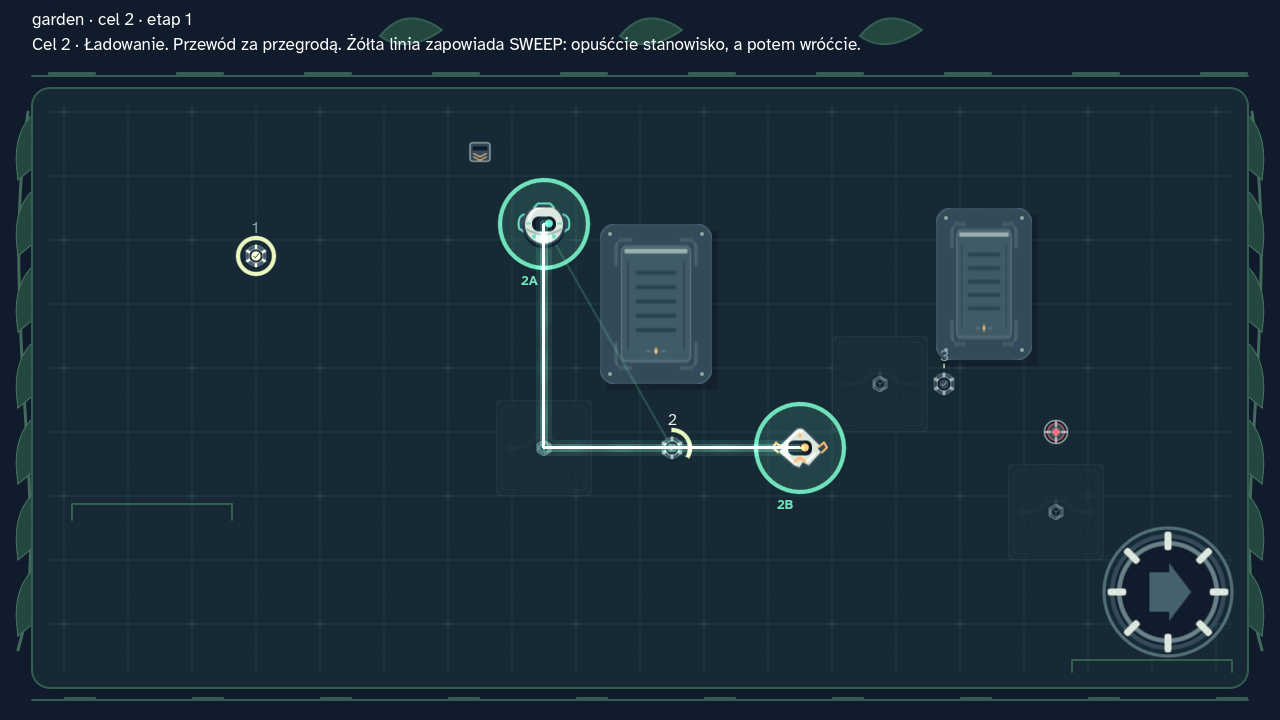 garden · cel 2 · etap 1
Cel 2 · Ładowanie. Przewód za przegrodą. Żółta linia zapowiada SWEEP: opuśćcie stanowisko, a potem wróćcie.
1
2A
3
2
2B